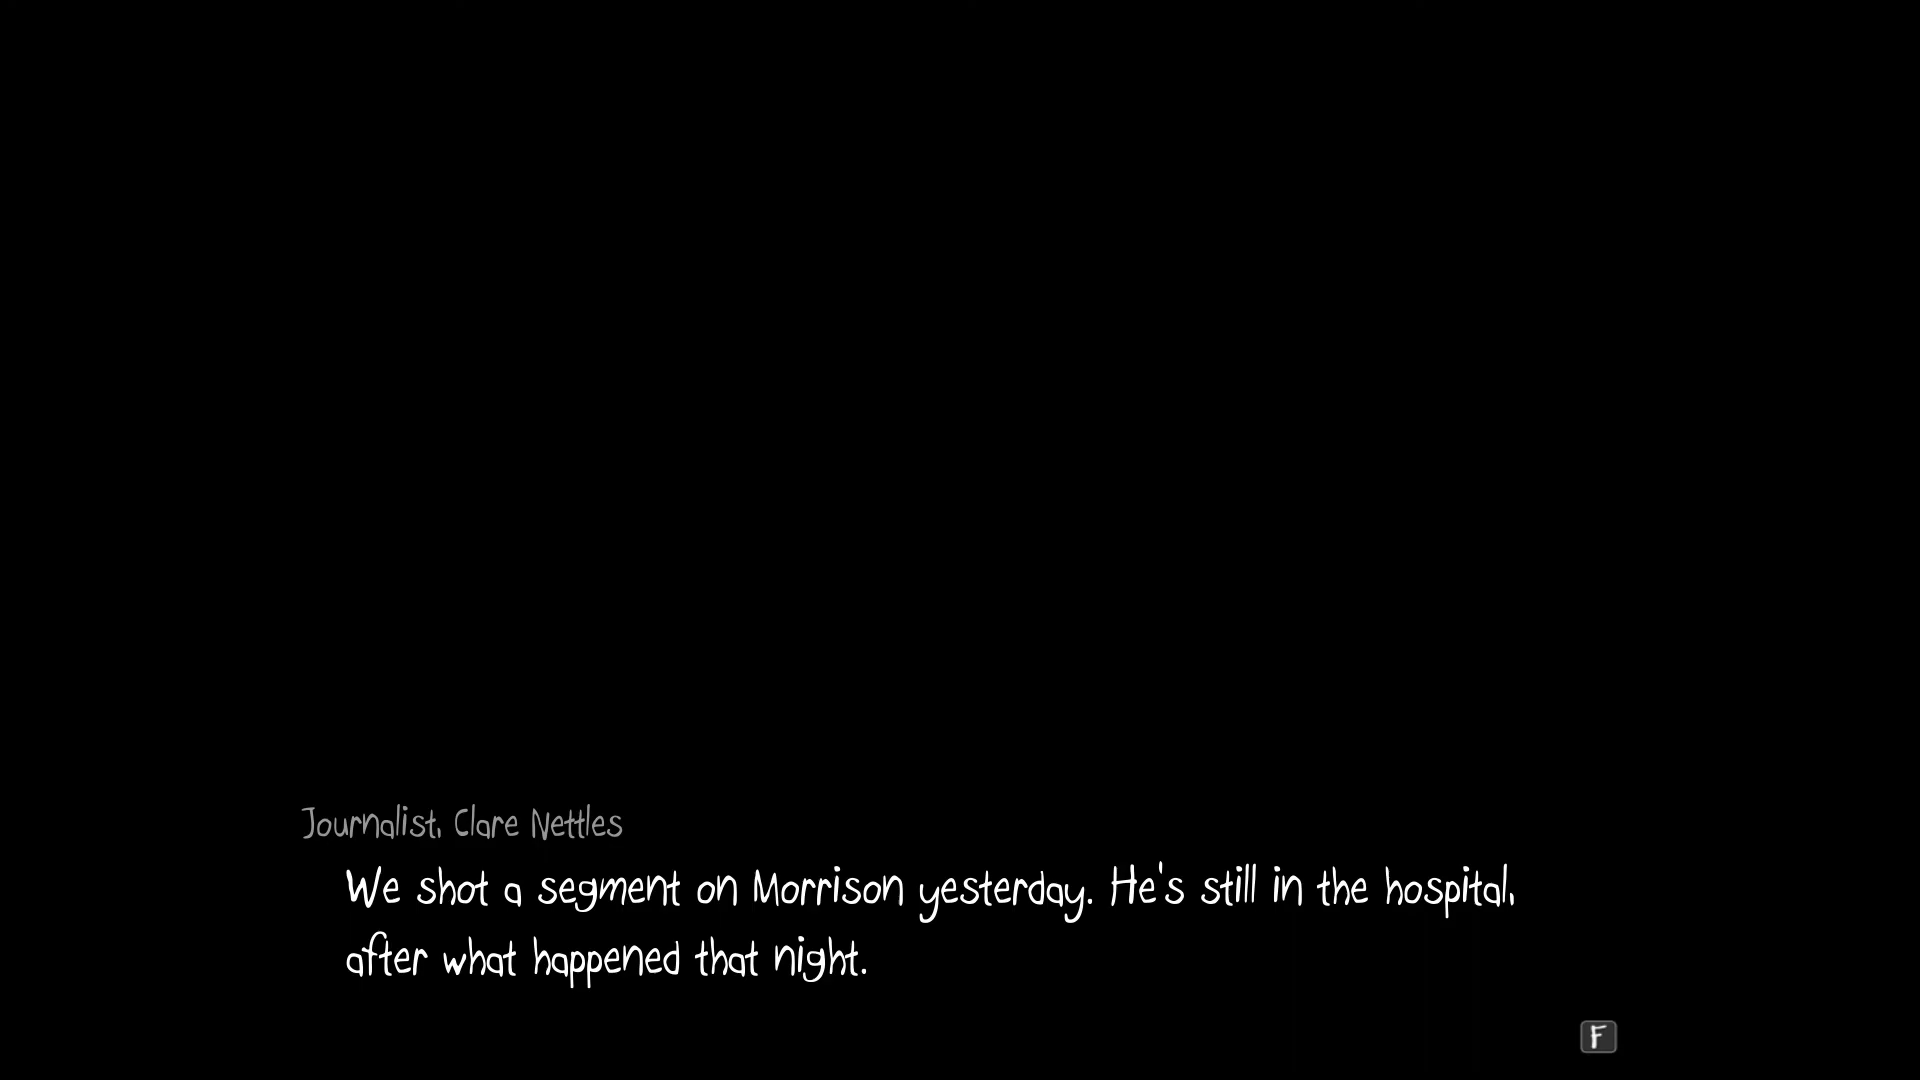 Journalist, Clare Nettles
We shot a segment on Morrison yesterday. He's still in the hospital,
after what happened that night.
F